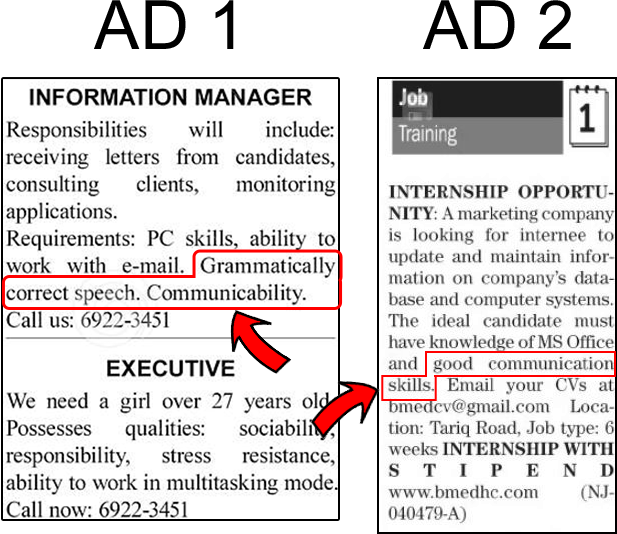 AD 1
INFORMATION MANAGER
Responsibilities will include:
receiving letters from candidates,
consulting clients, monitoring
applications.
Requirements: PC skills, ability to
work with e-mail. Grammatically
correct speech. Communicability.
Call us: 6922-3451
EXECUTIVE
We need a girl over 27 years old.
Possesses qualities: sociability,
responsibility, stress resistance,
ability to work in multitasking mode.
Call now: 6922-3451
AD 2
Job
Training
1
INTERNSHIP OPPORTU-
NITY: A marketing company
is looking for internee to
update and maintain infor-
mation on company's data-
base and computer systems.
The ideal candidate must
have knowledge of MS Office
and good communication
skills. Email your CVs at
bmedcv@gmail.com Loca-
tion: Tariq Road, Job type: 6
weeks INTERNSHIP WITH
S T I P E N D
www.bmedhc.com (NJ-
040479-A)